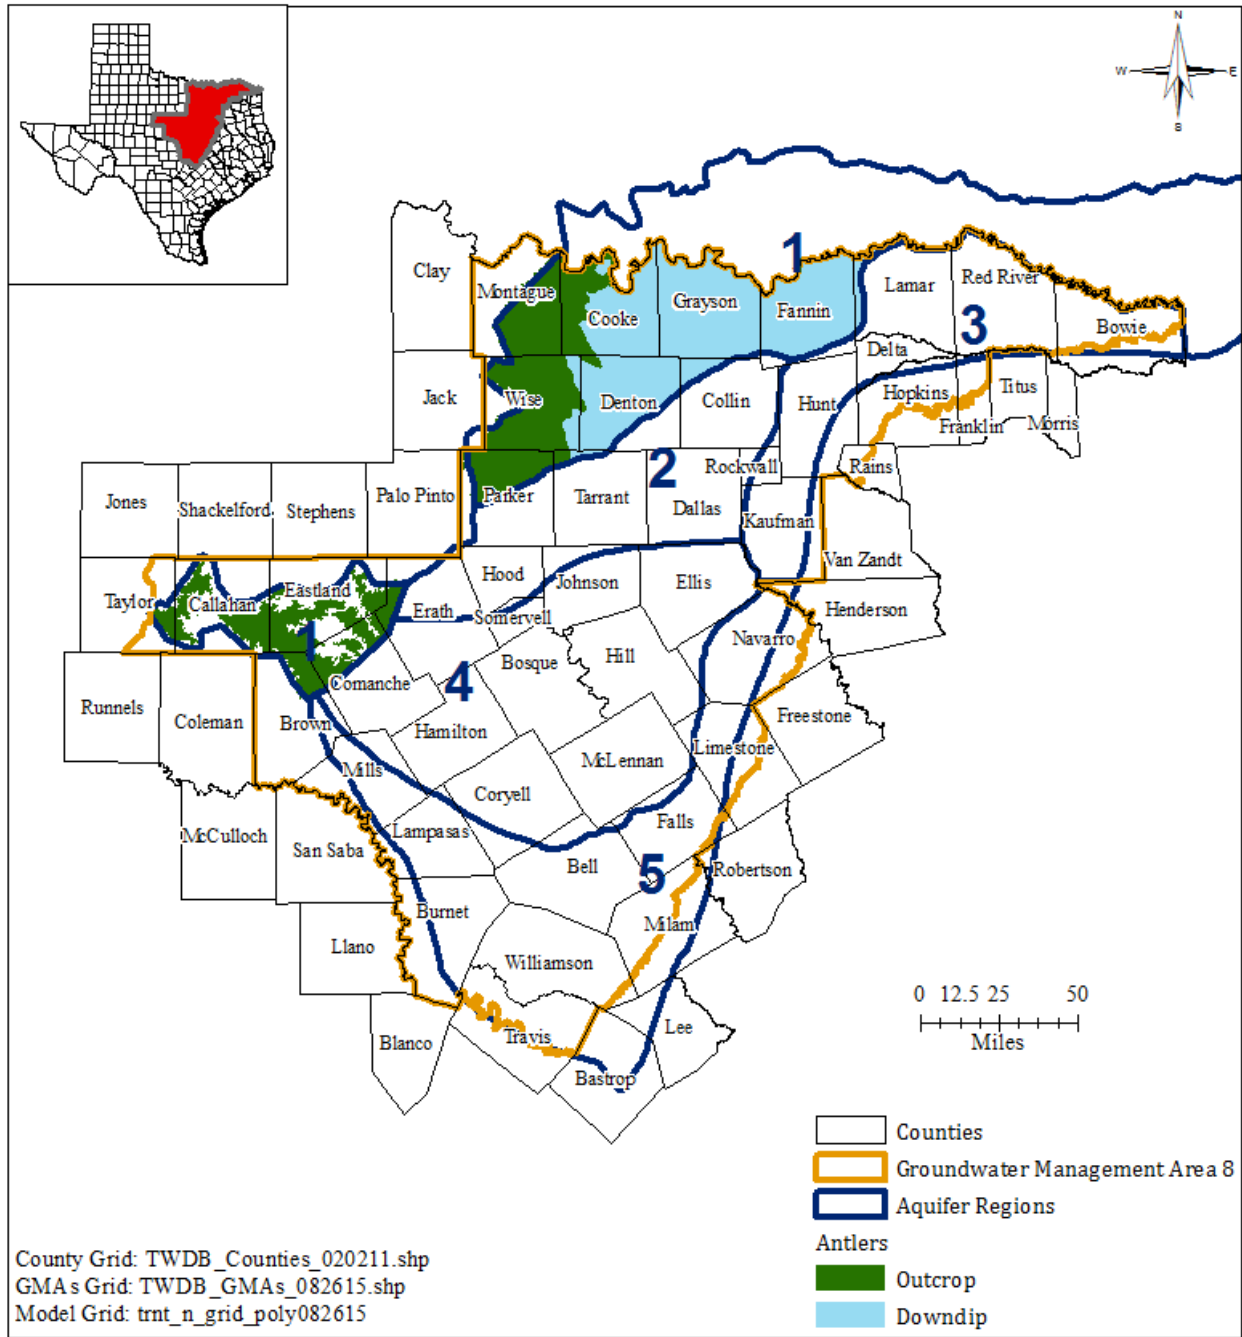 N
W E
S
1
Clay
Montague
Cooke
Grayson
Fannin
Lamar
Red River
3
Bowie
Delta
Jack
Wise
Denton
Collin
Hunt
Hopkins
Titus
Franklin
Morris
2
Rockwall
Rains
Jones
Shackelford
Stephens
Palo Pinto
Parker
Tarrant
Dallas
Kaufman
Van Zandt
Taylor
Callahan
Eastland
Erath
Hood
Johnson
Somervell
Ellis
Henderson
1
Navarro
Bosque
Hill
Comanche
4
Runnels
Coleman
Brown
Hamilton
Freestone
Limestone
McLennan
Mills
Coryell
McCulloch
San Saba
Lampasas
Falls
Bell
5
Robertson
Burnet
Milam
Llano
Williamson
Travis
Lee
Blanco
Bastrop
0 12.5 25 50
Miles
Counties
Groundwater Management Area 8
Aquifer Regions
Antlers
Outcrop
Downdip
County Grid: TWDB_Counties_020211.shp
GMAs Grid: TWDB_GMAs_082615.shp
Model Grid: trnt_n_grid_poly082615